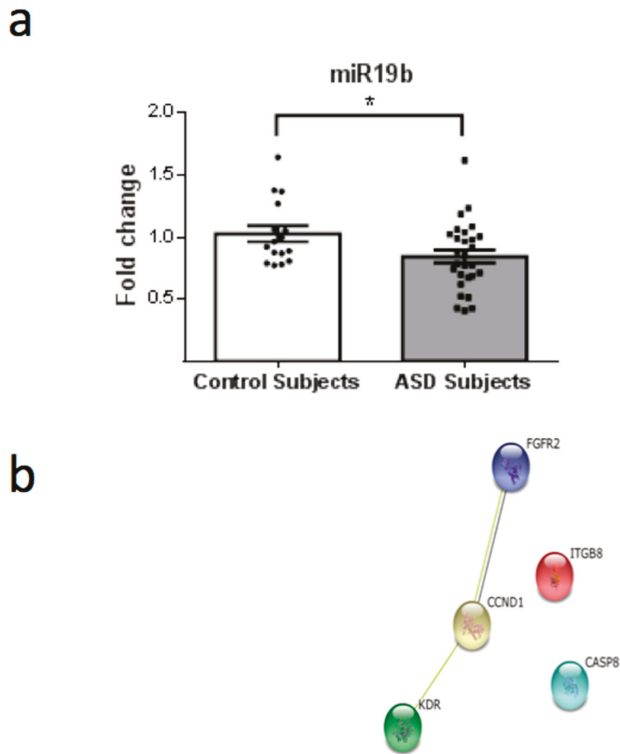 a
miR19b
*
2.0
1.5
1.0
0.5
Fold change
Control Subjects
ASD Subjects
b
FGFR2
ITGB8
CCND1
CASP8
KDR